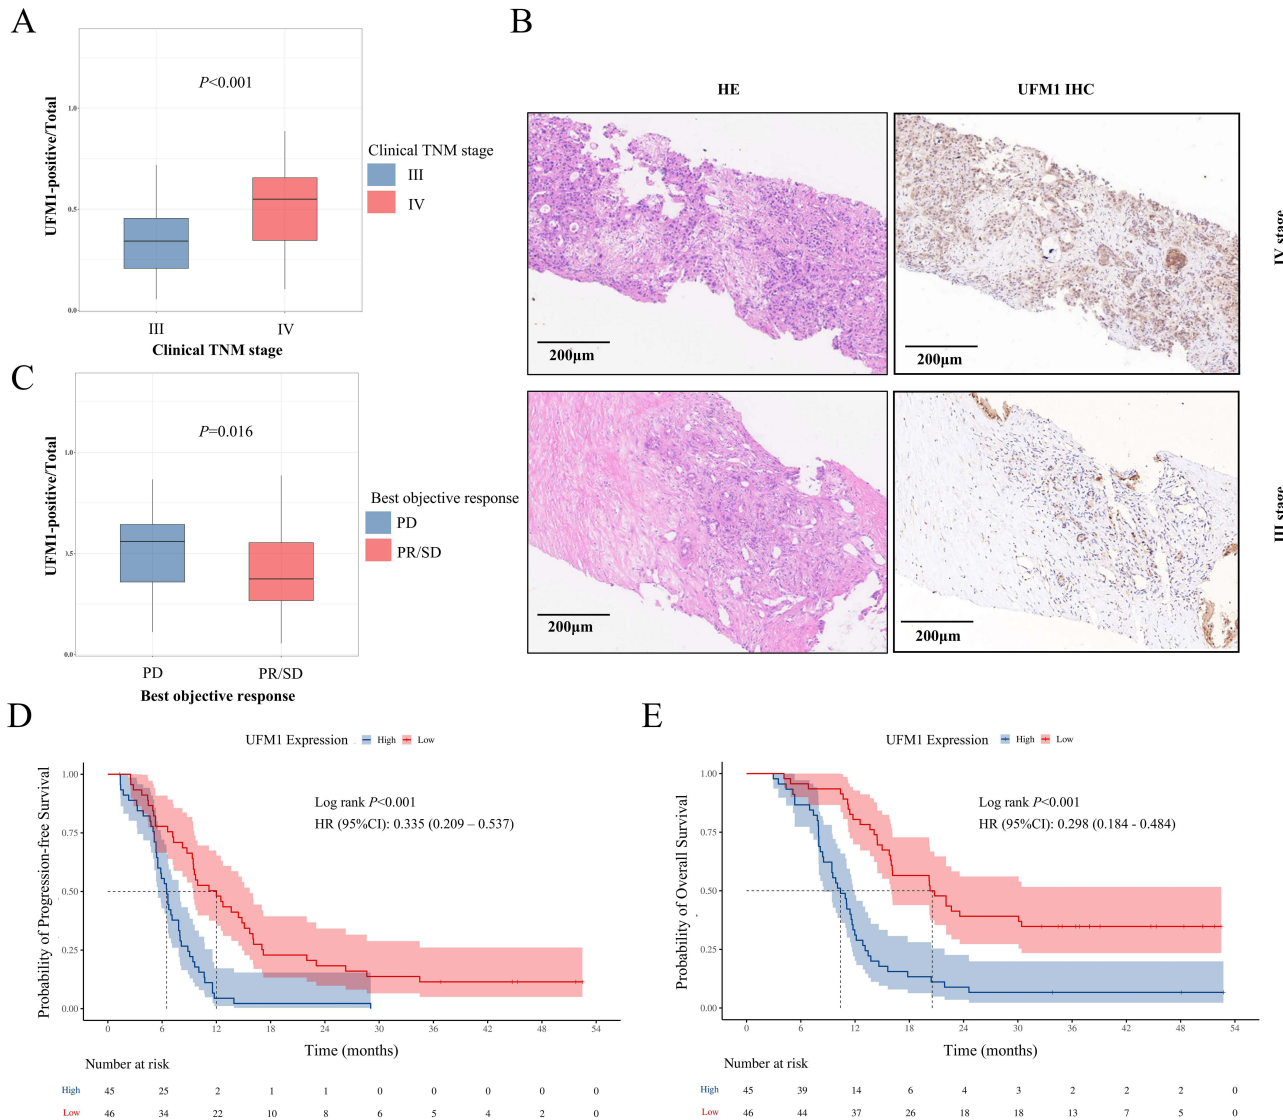 A
UFM1-positive/Total
1.0
0.5
0.0
P<0.001
III
IV
Clinical TNM stage
Clinical TNM stage
III
IV
B
HE
UFM1 IHC
200μm
200μm
IV stage
200μm
200μm
III stage
C
UFM1-positive/Total
1.0
0.5
0.0
P=0.016
PD
PR/SD
Best objective response
Best objective response
PD
PR/SD
D
UFM1 Expression High Low
Probability of Progression-free Survival
1.00
0.75
0.50
0.25
0.00
Log rank P<0.001
HR (95%CI): 0.335 (0.209 – 0.537)
0 6 12 18 24 30 36 42 48 54
Time (months)
Number at risk
High 45 25 2 1 1 0 0 0 0 0
Low 46 34 22 10 8 6 5 4 2 0
E
UFM1 Expression High Low
Probability of Overall Survival
1.00
0.75
0.50
0.25
0.00
Log rank P<0.001
HR (95%CI): 0.298 (0.184 - 0.484)
0 6 12 18 24 30 36 42 48 54
Time (months)
Number at risk
High 45 39 14 6 4 3 2 2 2 0
Low 46 44 37 26 18 18 13 7 5 0